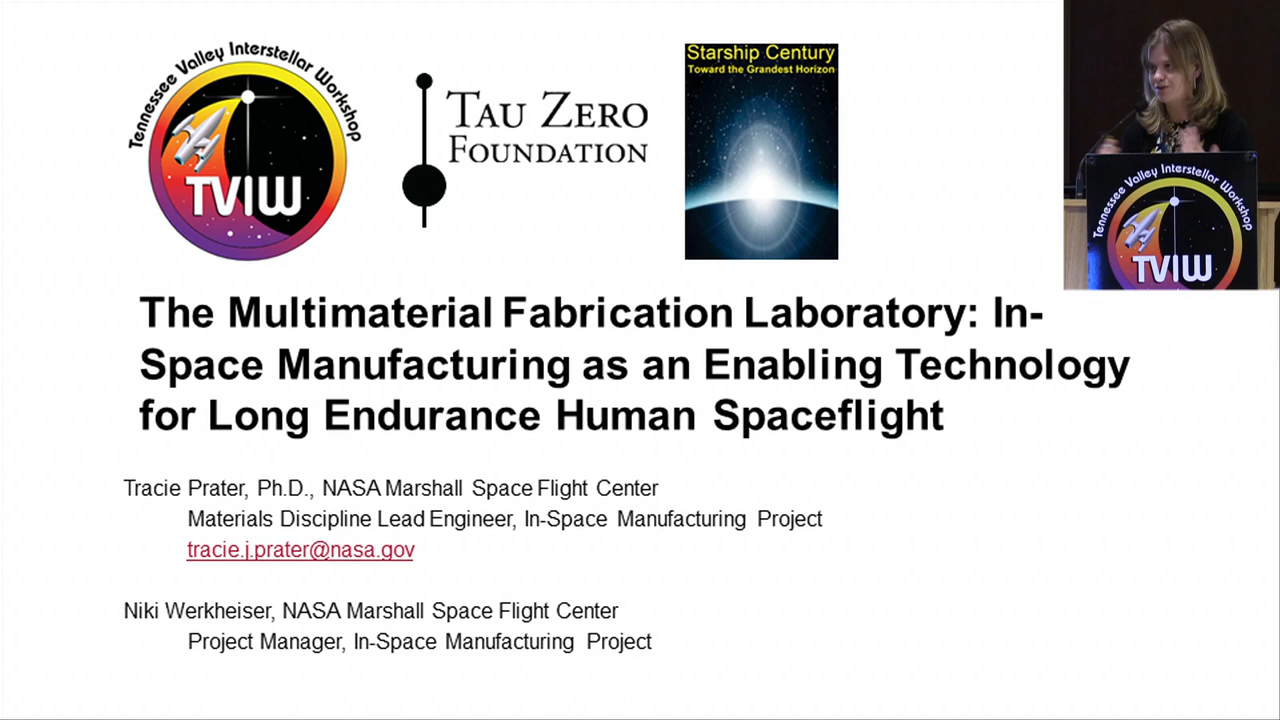 Tennessee Valley Interstellar Workshop
TVIW
TAU ZERO
FOUNDATION
Starship Century
Toward the Grandest Horizon
Tennessee Valley Interstellar Workshop
TVIW
The Multimaterial Fabrication Laboratory: In-
Space Manufacturing as an Enabling Technology
for Long Endurance Human Spaceflight
Tracie Prater, Ph.D., NASA Marshall Space Flight Center
Materials Discipline Lead Engineer, In-Space Manufacturing Project
tracie.j.prater@nasa.gov
Niki Werkheiser, NASA Marshall Space Flight Center
Project Manager, In-Space Manufacturing Project